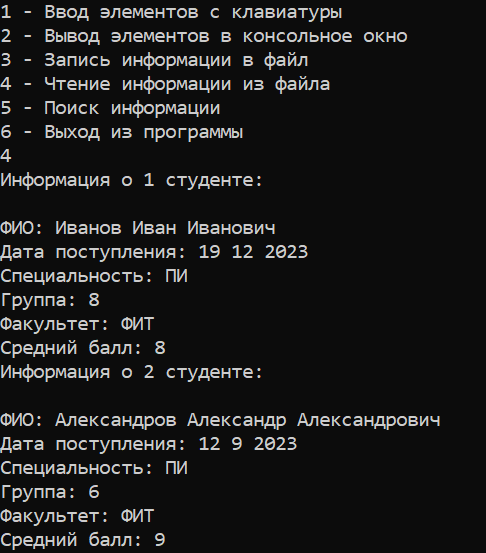 1 - Ввод элементов с клавиатуры
2 - Вывод элементов в консольное окно
3 - Запись информации в файл
4 - Чтение информации из файла
5 - Поиск информации
6 - Выход из программы
4
Информация о 1 студенте:
ФИО: Иванов Иван Иванович
Дата поступления: 19 12 2023
Специальность: ПИ
Группа: 8
Факультет: ФИТ
Средний балл: 8
Информация о 2 студенте:
ФИО: Александров Александр Александрович
Дата поступления: 12 9 2023
Специальность: ПИ
Группа: 6
Факультет: ФИТ
Средний балл: 9